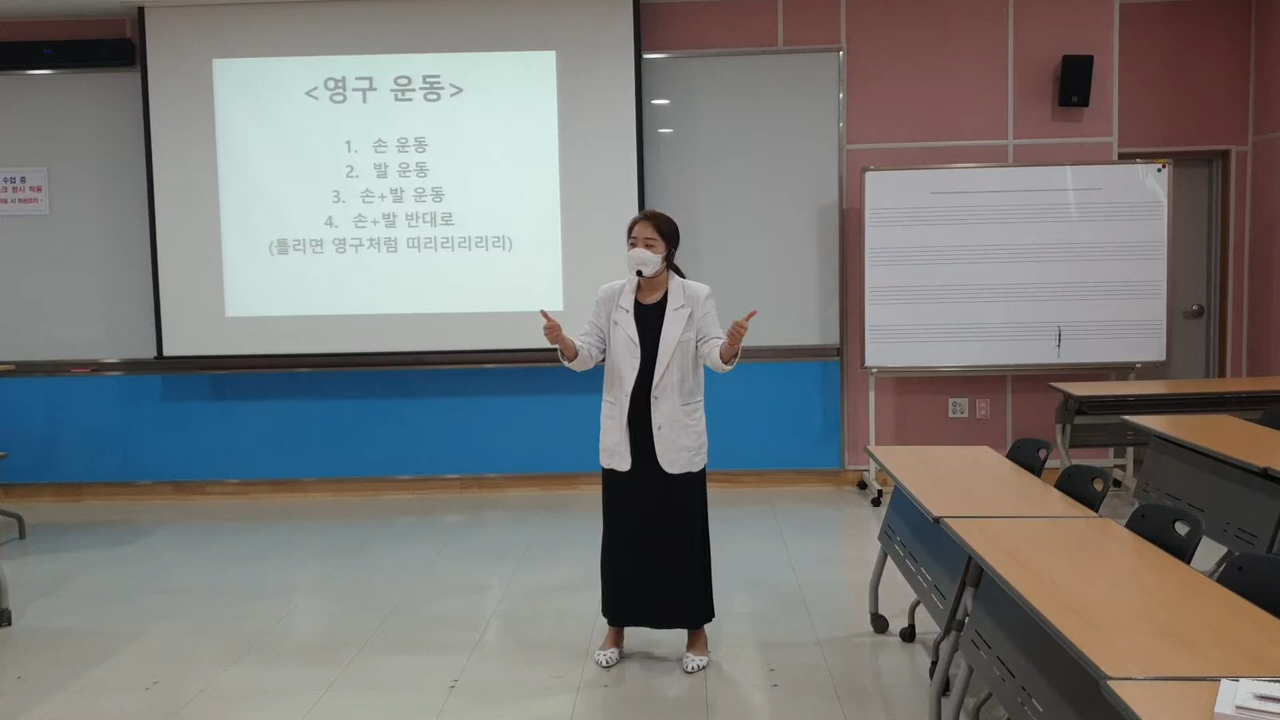 <영구 운동>
1. 손 운동
2. 발 운동
3. 손+발 운동
4. 손+발 반대로
(틀리면 영구처럼 띠리리리리리)
수업 중